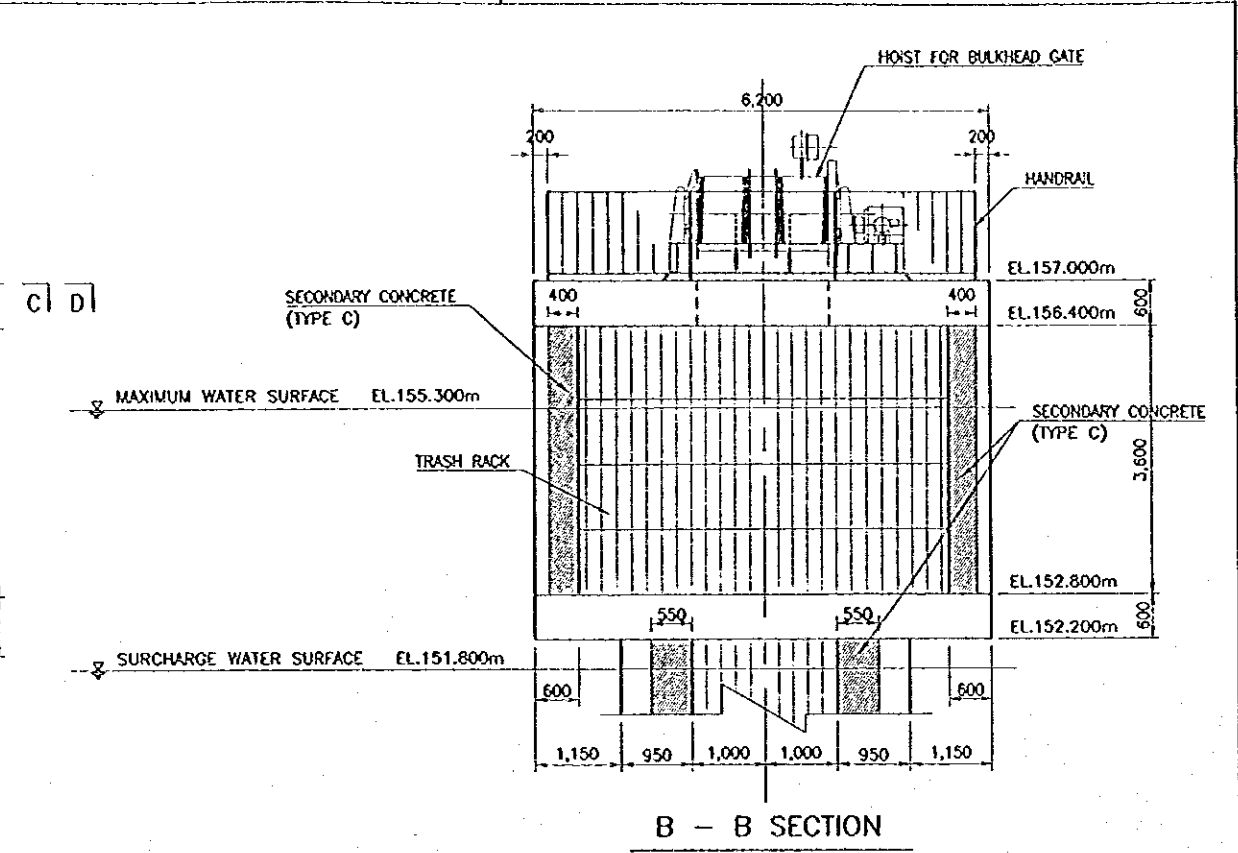 HOIST FOR BULKHEAD GATE
6,200
200
200
HANDRAIL
EL.157.000m
C D
SECONDARY CONCRETE
(TYPE C)
400
400
600
EL.156.400m
MAXIMUM WATER SURFACE EL.155.300m
SECONDARY CONCRETE
(TYPE C)
TRASH RACK
3,600
EL.152.800m
550
550
600
EL.152.200m
SURCHARGE WATER SURFACE EL.151.800m
600
600
1,150 950 1,000 1,000 950 1,150
B – B SECTION